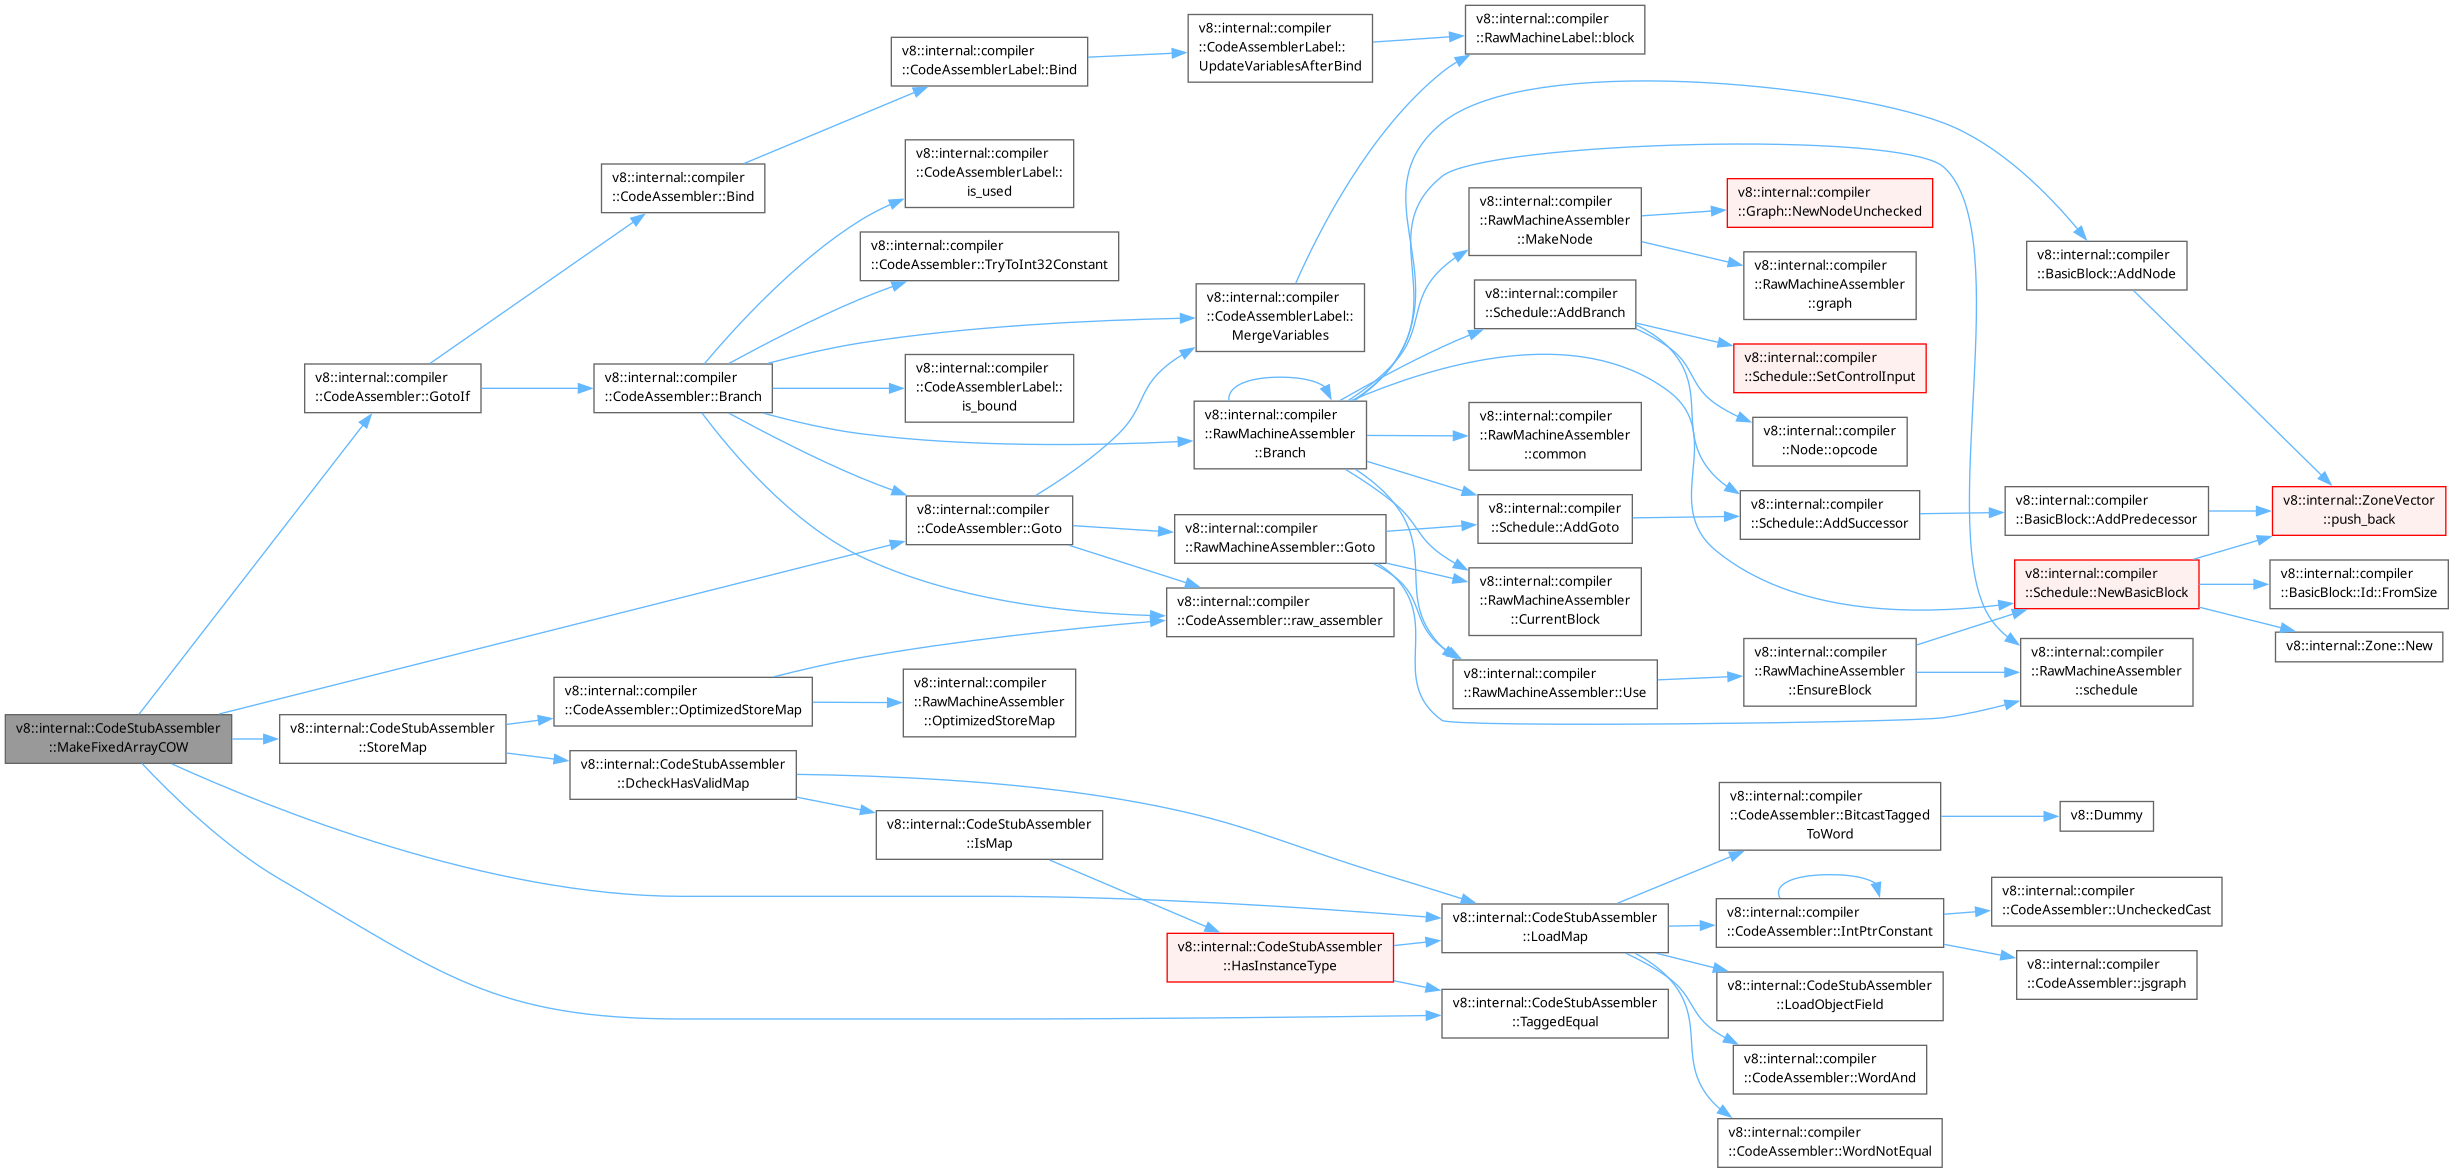 v8::internal::CodeStubAssembler
::MakeFixedArrayCOW
v8::internal::compiler
::CodeAssembler::GotoIf
v8::internal::CodeStubAssembler
::StoreMap
v8::internal::compiler
::CodeAssembler::Bind
v8::internal::compiler
::CodeAssembler::Branch
v8::internal::compiler
::CodeAssembler::OptimizedStoreMap
v8::internal::CodeStubAssembler
::DcheckHasValidMap
v8::internal::compiler
::CodeAssemblerLabel::Bind
v8::internal::compiler
::CodeAssemblerLabel::
is_used
v8::internal::compiler
::CodeAssembler::TryToInt32Constant
v8::internal::compiler
::CodeAssemblerLabel::
is_bound
v8::internal::compiler
::CodeAssembler::Goto
v8::internal::compiler
::RawMachineAssembler
::OptimizedStoreMap
v8::internal::CodeStubAssembler
::IsMap
v8::internal::compiler
::CodeAssemblerLabel::
UpdateVariablesAfterBind
v8::internal::compiler
::CodeAssemblerLabel::
MergeVariables
v8::internal::compiler
::RawMachineAssembler
::Branch
v8::internal::compiler
::RawMachineAssembler::Goto
v8::internal::compiler
::CodeAssembler::raw_assembler
v8::internal::CodeStubAssembler
::HasInstanceType
v8::internal::compiler
::RawMachineLabel::block
v8::internal::compiler
::RawMachineAssembler
::MakeNode
v8::internal::compiler
::Schedule::AddBranch
v8::internal::compiler
::RawMachineAssembler
::common
v8::internal::compiler
::Schedule::AddGoto
v8::internal::compiler
::RawMachineAssembler
::CurrentBlock
v8::internal::compiler
::RawMachineAssembler::Use
v8::internal::CodeStubAssembler
::LoadMap
v8::internal::CodeStubAssembler
::TaggedEqual
v8::internal::compiler
::Graph::NewNodeUnchecked
v8::internal::compiler
::RawMachineAssembler
::graph
v8::internal::compiler
::Schedule::SetControlInput
v8::internal::compiler
::Node::opcode
v8::internal::compiler
::Schedule::AddSuccessor
v8::internal::compiler
::RawMachineAssembler
::EnsureBlock
v8::internal::compiler
::CodeAssembler::BitcastTagged
ToWord
v8::internal::compiler
::CodeAssembler::IntPtrConstant
v8::internal::CodeStubAssembler
::LoadObjectField
v8::internal::compiler
::CodeAssembler::WordAnd
v8::internal::compiler
::CodeAssembler::WordNotEqual
v8::internal::compiler
::BasicBlock::AddNode
v8::internal::compiler
::BasicBlock::AddPredecessor
v8::internal::compiler
::Schedule::NewBasicBlock
v8::internal::compiler
::RawMachineAssembler
::schedule
v8::Dummy
v8::internal::compiler
::CodeAssembler::UncheckedCast
v8::internal::compiler
::CodeAssembler::jsgraph
v8::internal::ZoneVector
::push_back
v8::internal::compiler
::BasicBlock::Id::FromSize
v8::internal::Zone::New